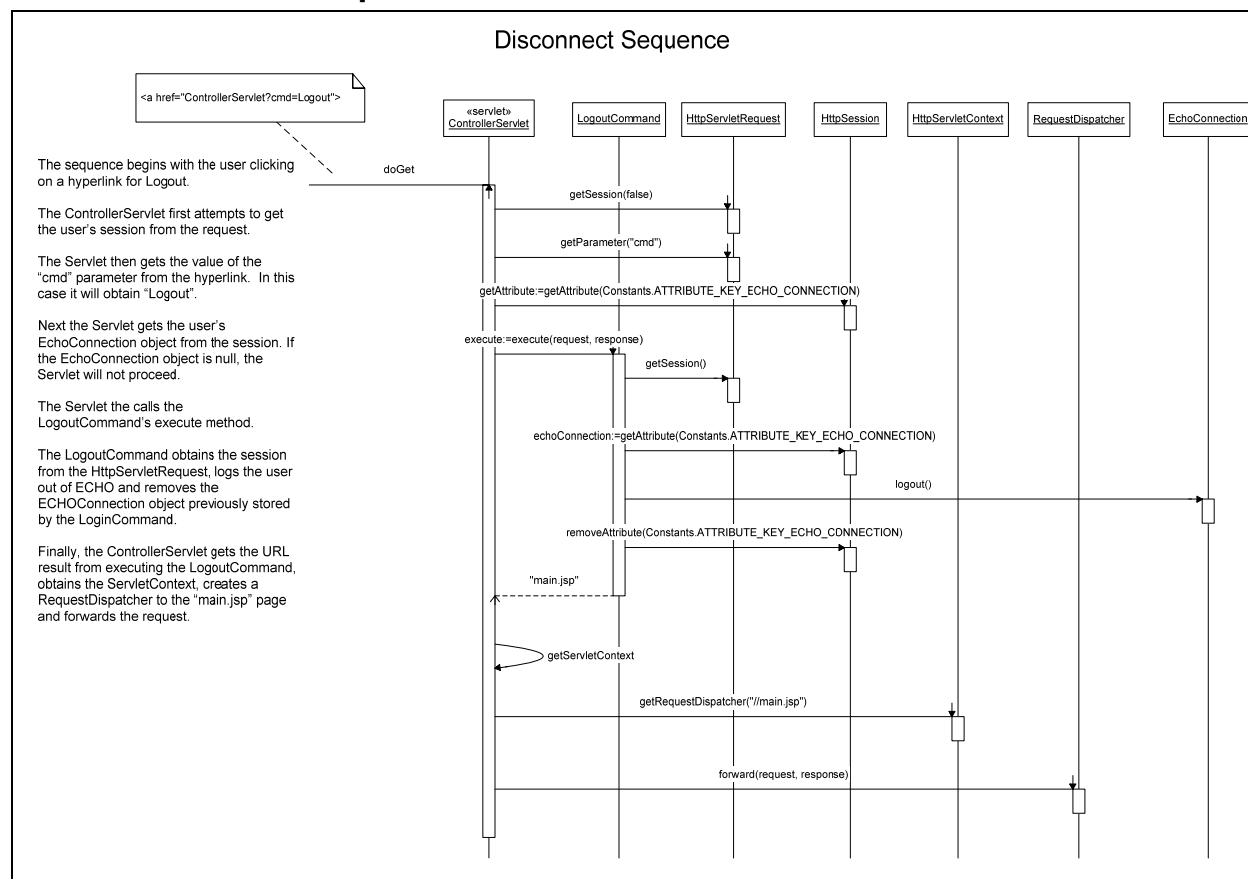 Disconnect Sequence
<a href="ControllerServlet?cmd=Logout">
«servlet»
ControllerServlet
LogoutCommand
HttpServletRequest
HttpSession
HttpServletContext
RequestDispatcher
EchoConnection
The sequence begins with the user clicking
on a hyperlink for Logout.
The ControllerServlet first attempts to get
the user's session from the request.
The Servlet then gets the value of the
“cmd” parameter from the hyperlink.  In this
case it will obtain “Logout”.
Next the Servlet gets the user's
EchoConnection object from the session. If
the EchoConnection object is null, the
Servlet will not proceed.
The Servlet the calls the
LogoutCommand's execute method.
The LogoutCommand obtains the session
from the HttpServletRequest, logs the user
out of ECHO and removes the
ECHOConnection object previously stored
by the LoginCommand.
Finally, the ControllerServlet gets the URL
result from executing the LogoutCommand,
obtains the ServletContext, creates a
RequestDispatcher to the “main.jsp” page
and forwards the request.
doGet
getSession(false)
getParameter("cmd")
getAttribute:=getAttribute(Constants.ATTRIBUTE_KEY_ECHO_CONNECTION)
execute:=execute(request, response)
getSession()
echoConnection:=getAttribute(Constants.ATTRIBUTE_KEY_ECHO_CONNECTION)
logout()
removeAttribute(Constants.ATTRIBUTE_KEY_ECHO_CONNECTION)
"main.jsp"
getServletContext
getRequestDispatcher("//main.jsp")
forward(request, response)